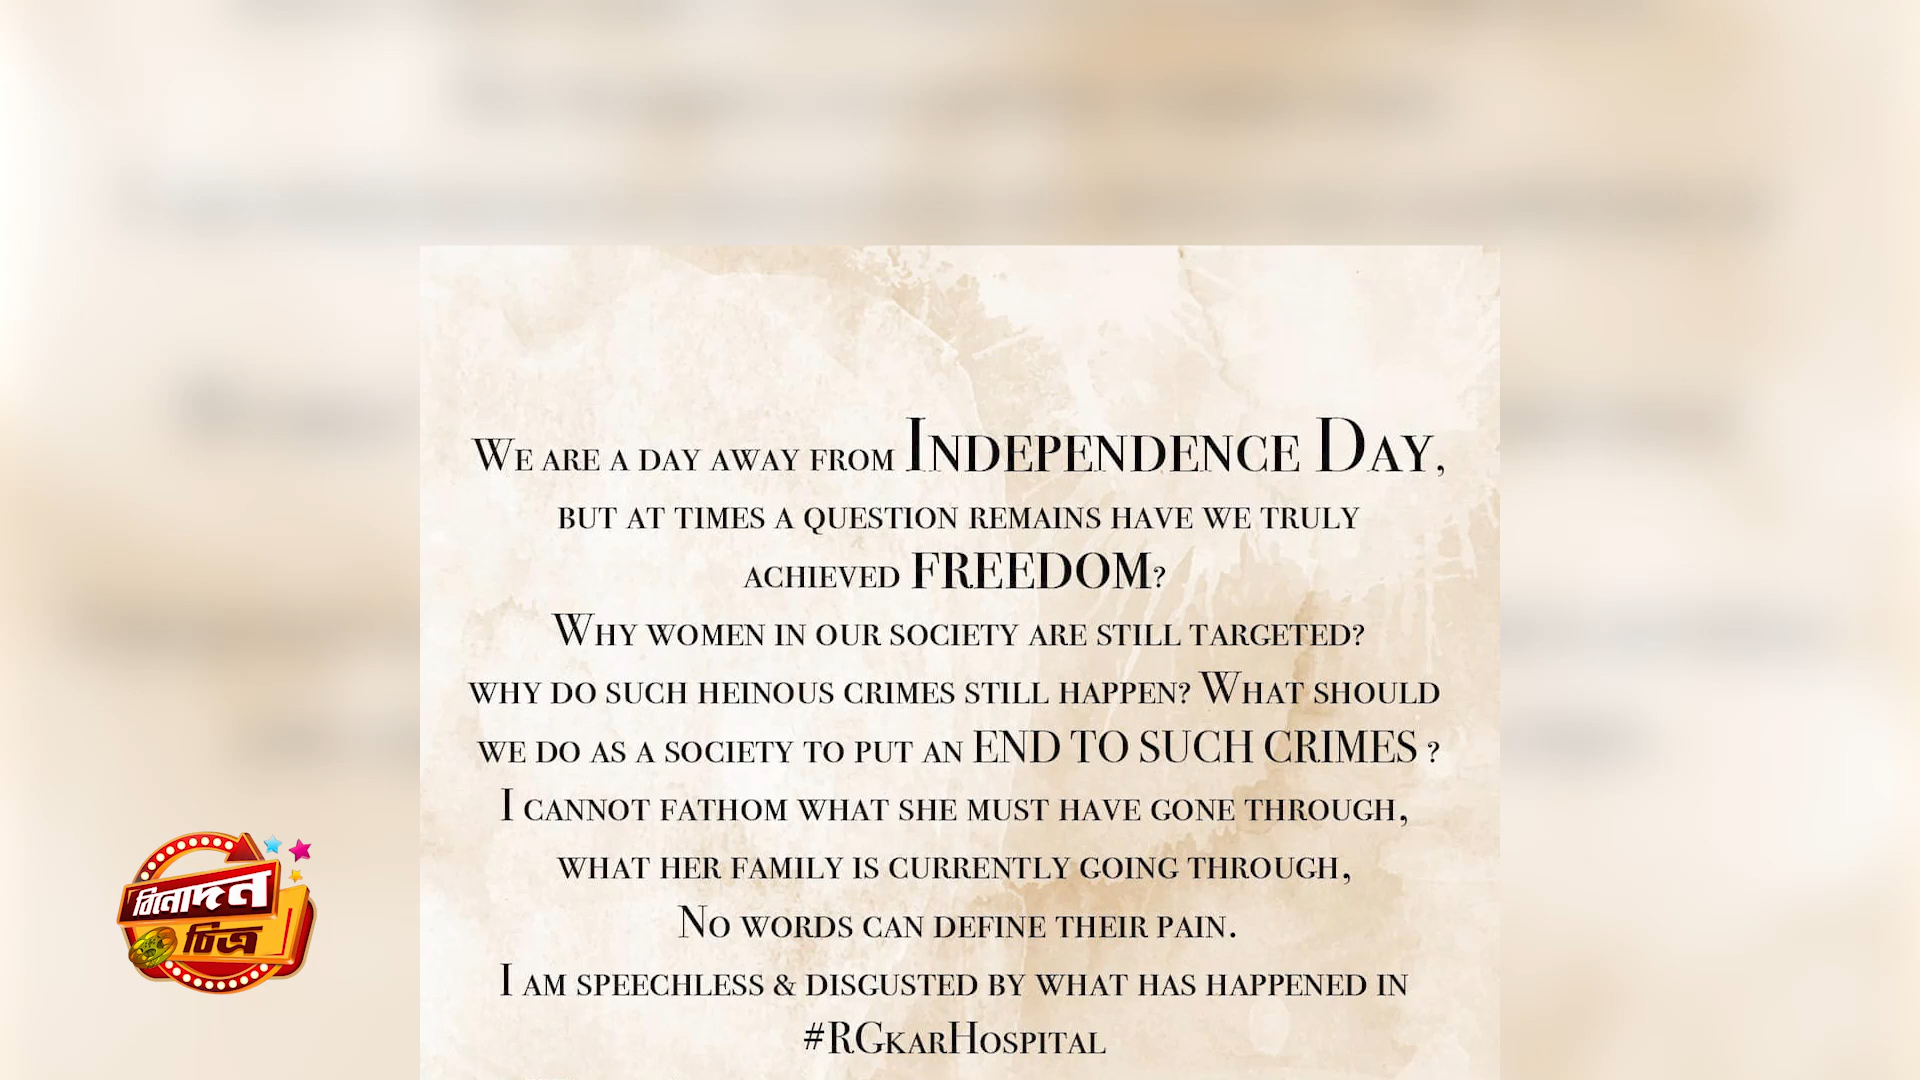 We are a day away from Independence Day,
but at times a question remains have we truly
achieved FREEDOM?
Why women in our society are still targeted?
why do such heinous crimes still happen? What should
we do as a society to put an END TO SUCH CRIMES ?
I cannot fathom what she must have gone through,
what her family is currently going through,
No words can define their pain.
I am speechless & disgusted by what has happened in
#RGkarHospital
বিনোদন
চিত্র